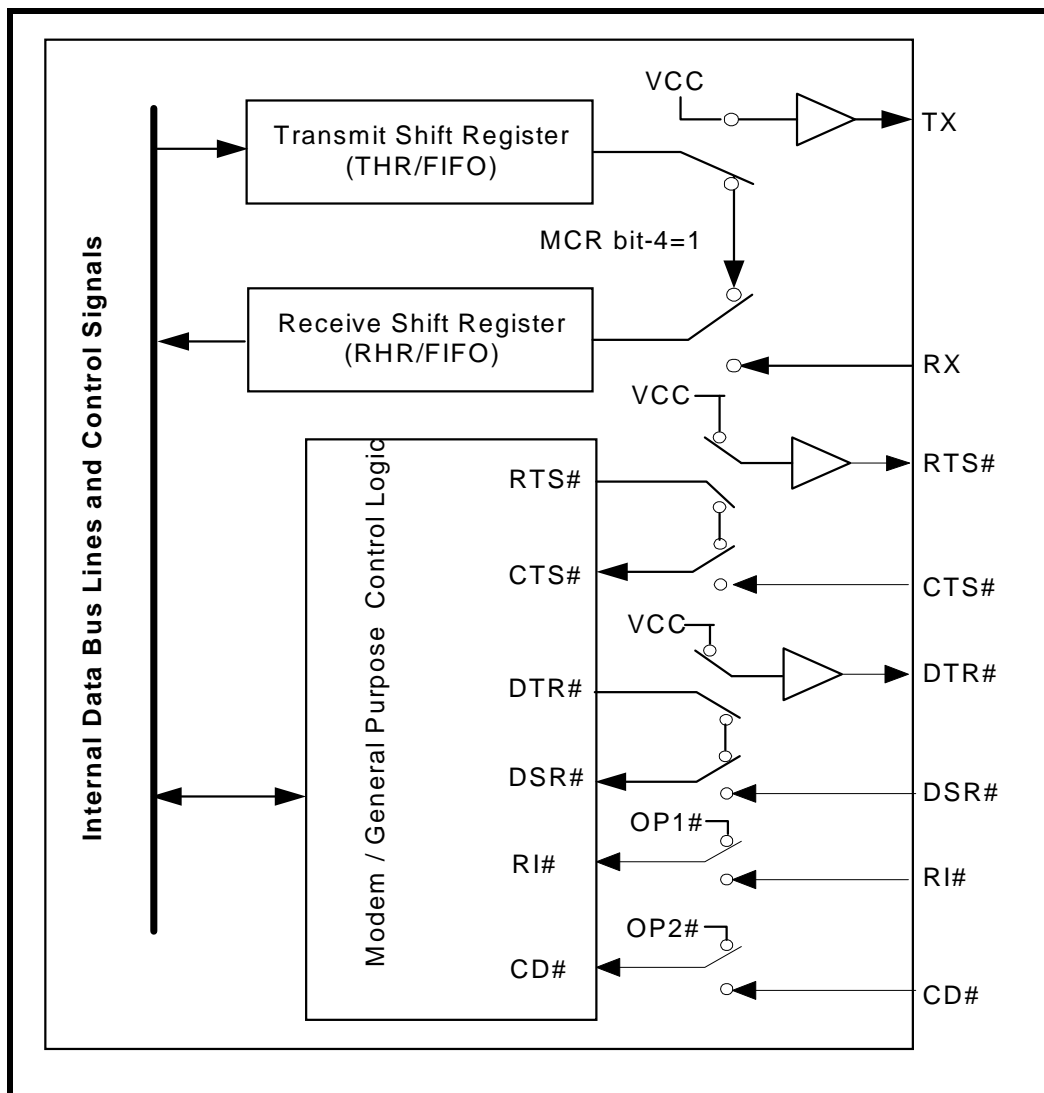 VCC
TX
Transmit Shift Register
(THR/FIFO)
MCR bit-4=1
Internal Data Bus Lines and Control Signals
Receive Shift Register
(RHR/FIFO)
RX
VCC
Modem / General Purpose Control Logic
RTS#
RTS#
CTS#
CTS#
VCC
DTR#
DTR#
DSR#
DSR#
OP1#
RI#
RI#
OP2#
CD#
CD#